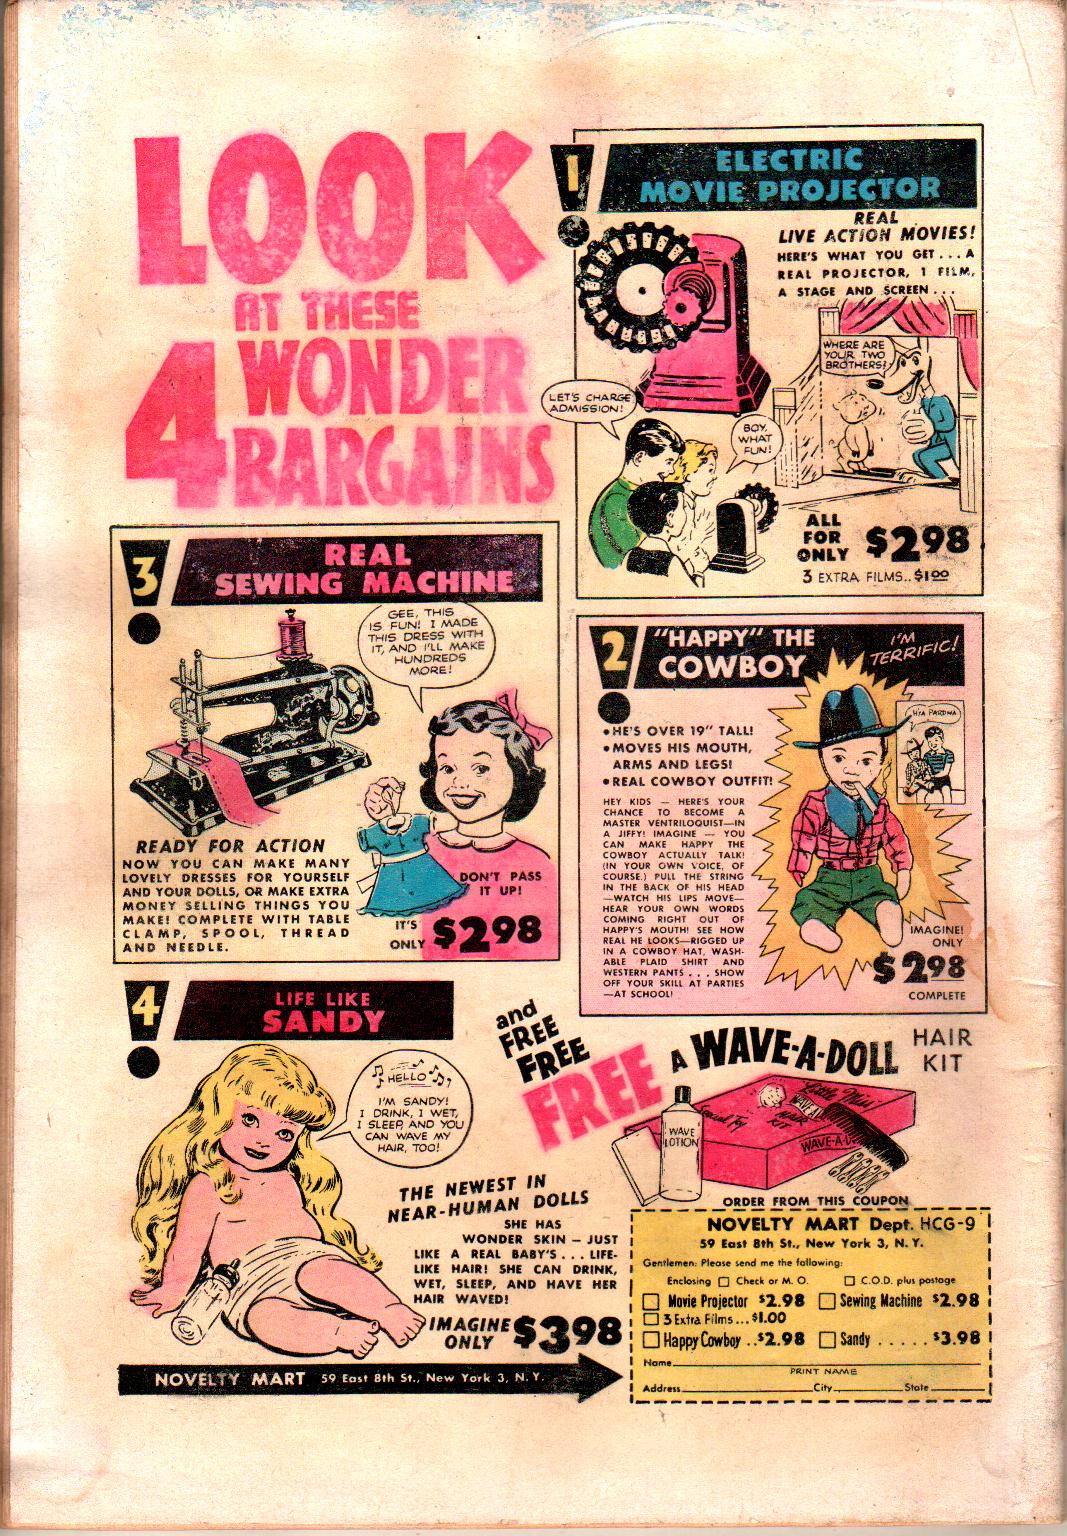 LOOK
AT THESE
4 WONDER
BARGAINS
1
ELECTRIC
MOVIE PROJECTOR
REAL
LIVE ACTION MOVIES!
HERE'S WHAT YOU GET...A
REAL PROJECTOR, 1 FILM,
A STAGE AND SCREEN...
WHERE ARE
YOUR TWO
BROTHERS?
LET'S CHARGE
ADMISSION!
BOY,
WHAT
FUN!
ALL
FOR
ONLY $2.98
3 EXTRA FILMS..$1.00
3
REAL
SEWING MACHINE
GEE, THIS
IS FUN! I MADE
THIS DRESS WITH
IT, AND I'LL MAKE
HUNDREDS
MORE!
READY FOR ACTION
NOW YOU CAN MAKE MANY
LOVELY DRESSES FOR YOURSELF
AND YOUR DOLLS, OR MAKE EXTRA
MONEY SELLING THINGS YOU
MAKE! COMPLETE WITH TABLE
CLAMP, SPOOL, THREAD
AND NEEDLE.
DON'T PASS
IT UP!
IT'S
ONLY $2.98
2
"HAPPY" THE
COWBOY
I'M
TERRIFIC!
HYA PARDNA
•HE'S OVER 19" TALL!
•MOVES HIS MOUTH,
ARMS AND LEGS!
•REAL COWBOY OUTFIT!
HEY KIDS — HERE'S YOUR
CHANCE TO BECOME A
MASTER VENTRILOQUIST—IN
A JIFFY! IMAGINE — YOU
CAN MAKE HAPPY THE
COWBOY ACTUALLY TALK!
(IN YOUR OWN VOICE, OF
COURSE.) PULL THE STRING
IN THE BACK OF HIS HEAD
—WATCH HIS LIPS MOVE—
HEAR YOUR OWN WORDS
COMING RIGHT OUT OF
HAPPY'S MOUTH! SEE HOW
REAL HE LOOKS—RIGGED UP
IN A COWBOY HAT, WASH-
ABLE PLAID SHIRT AND
WESTERN PANTS... SHOW
OFF YOUR SKILL AT PARTIES
—AT SCHOOL!
IMAGINE!
ONLY
$2.98
COMPLETE
4
LIFE LIKE
SANDY
HELLO
I'M SANDY!
I DRINK, I WET,
I SLEEP, AND YOU
CAN WAVE MY
HAIR, TOO!
THE NEWEST IN
NEAR-HUMAN DOLLS
SHE HAS
WONDER SKIN — JUST
LIKE A REAL BABY'S... LIFE-
LIKE HAIR! SHE CAN DRINK,
WET, SLEEP, AND HAVE HER
HAIR WAVED!
IMAGINE
ONLY $3.98
and
FREE
FREE
FREE A WAVE-A-DOLL HAIR
KIT
Little Miss!
WAVE A
HAIR
KIT
Special Toy
WAVE-A-D
WAVE
LOTION
ORDER FROM THIS COUPON
NOVELTY MART Dept. HCG-9
59 East 8th St., New York 3, N. Y.
Gentlemen: Please send me the following:
Enclosing □ Check or M. O. □ C.O.D. plus postage
□ Movie Projector $2.98 □ Sewing Machine $2.98
□ 3 Extra Films...$1.00
□ Happy Cowboy ..$2.98 □ Sandy ..... $3.98
Name
PRINT NAME
Address City State
NOVELTY MART 59 East 8th St., New York 3, N. Y.